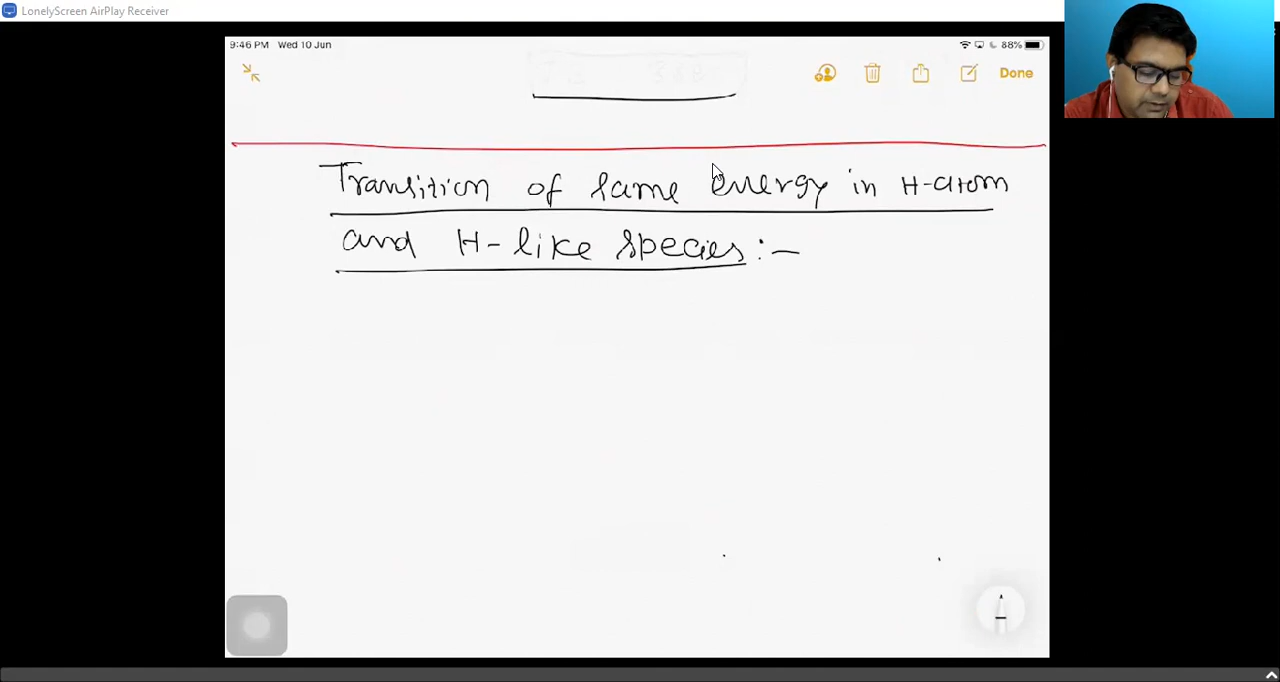 LonelyScreen AirPlay Receiver
9:46 PM Wed 10 Jun
88%
Done
Transition of same energy in H-atom
and H-like species :-